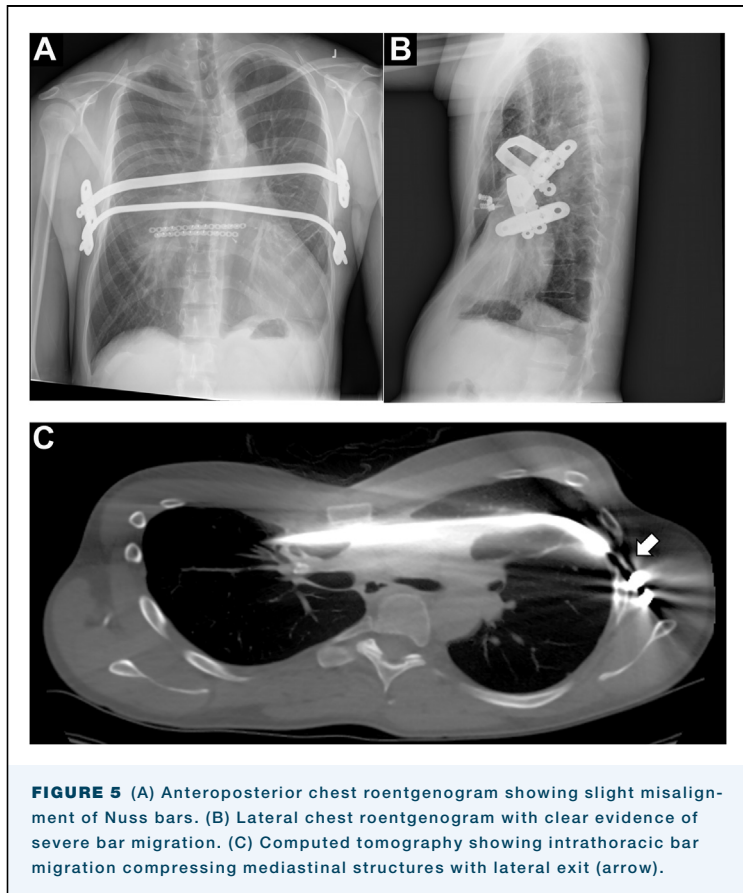 A
B
C
FIGURE 5 (A) Anteroposterior chest roentgenogram showing slight misalign-
ment of Nuss bars. (B) Lateral chest roentgenogram with clear evidence of
severe bar migration. (C) Computed tomography showing intrathoracic bar
migration compressing mediastinal structures with lateral exit (arrow).